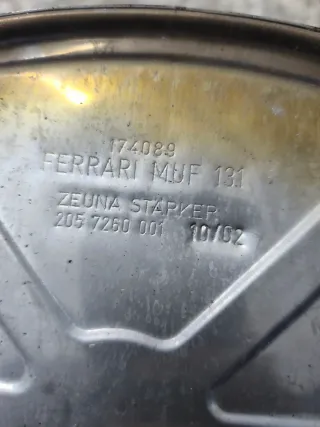 174089
FERRARI MUF 131
ZEUNA STARKER
205 7260 001 10/02